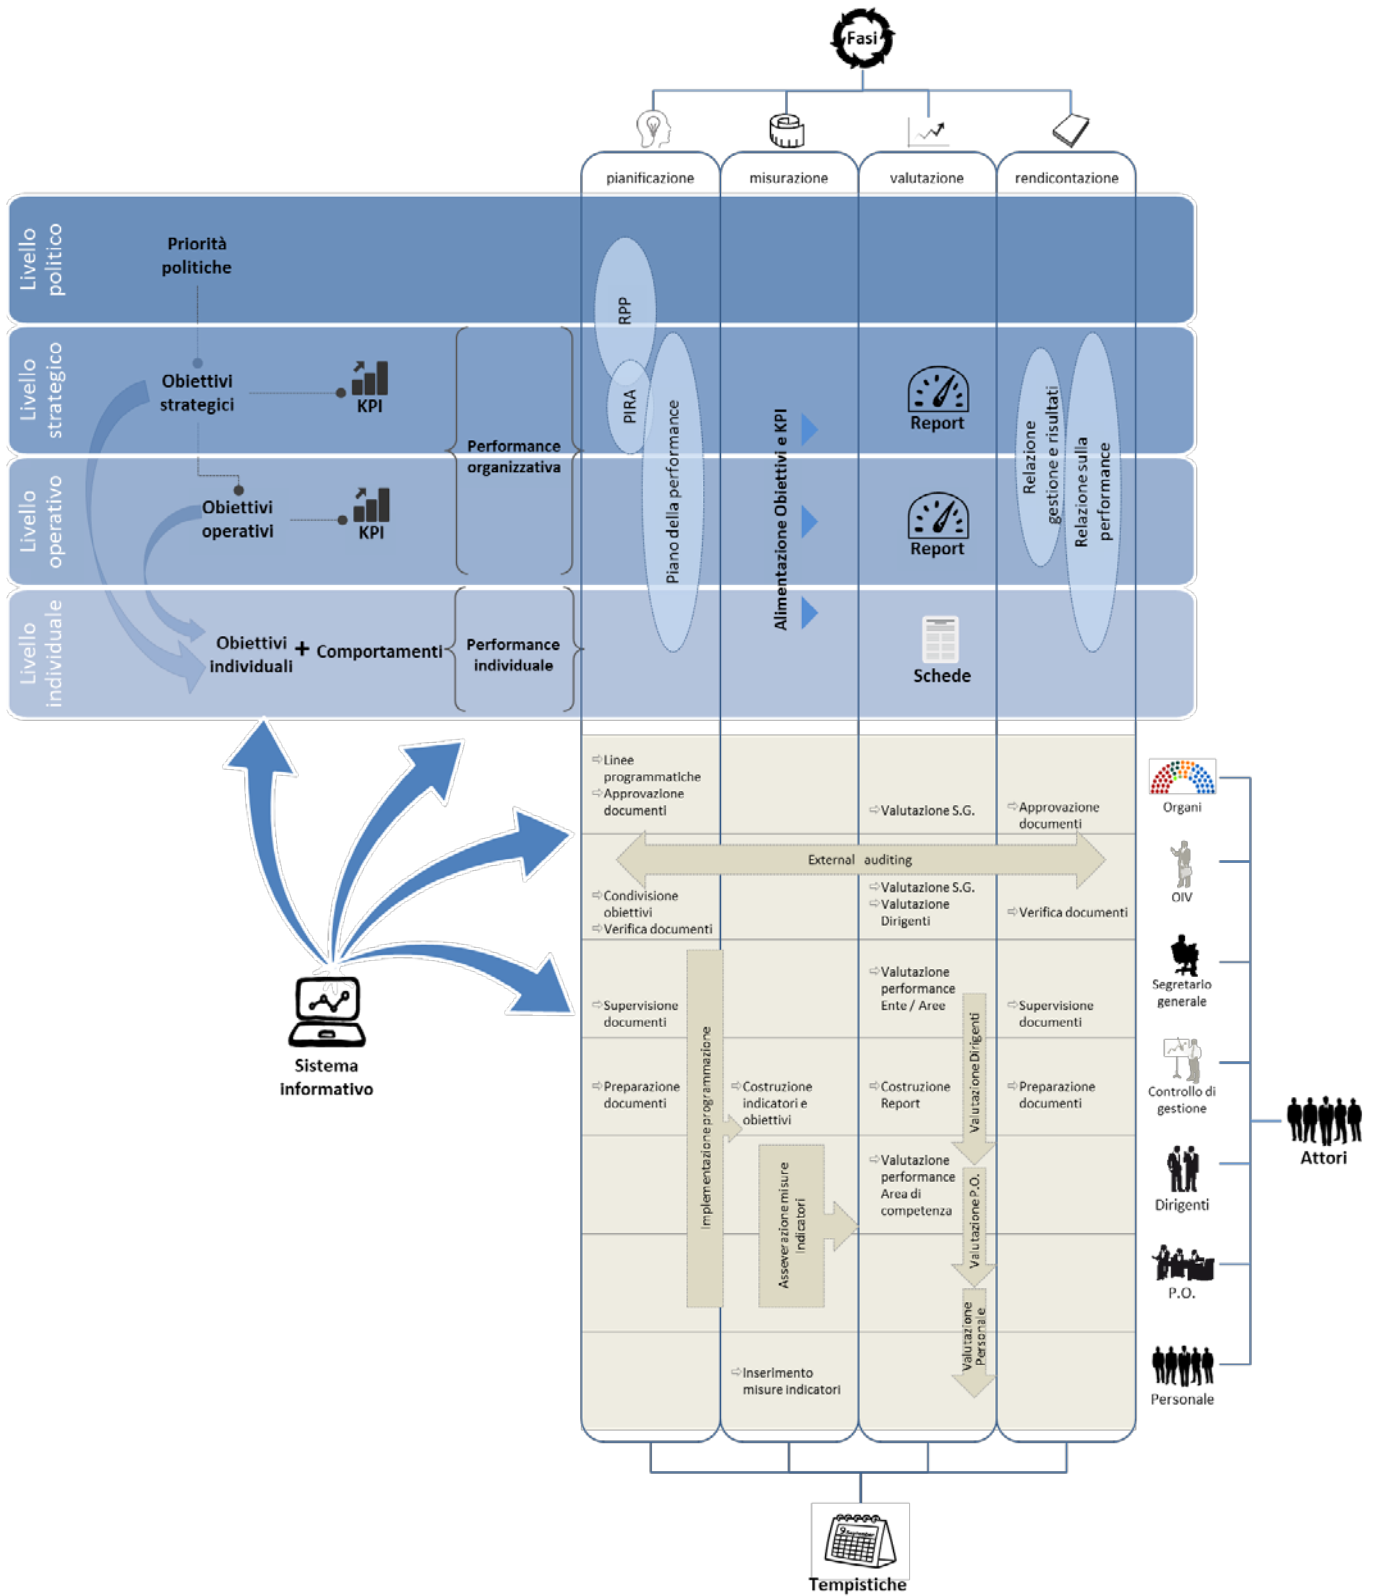 Fasi
pianificazione
misurazione
valutazione
rendicontazione
Livello
politico
Priorità
politiche
RPP
Livello
strategico
Obiettivi
strategici
KPI
PIRA
Report
Performance
organizzativa
Piano della performance
Alimentazione Obiettivi e KPI
Relazione
gestione e risultati
Relazione sulla
performance
Livello
operativo
Obiettivi
operativi
KPI
Report
Livello
individuale
Obiettivi
individuali
+
Comportamenti
Performance
individuale
Schede
⇨Linee
programmatiche
⇨Approvazione
documenti
⇨Valutazione S.G.
⇨Approvazione
documenti
Organi
External auditing
⇨Condivisione
obiettivi
⇨Verifica documenti
⇨Valutazione S.G.
⇨Valutazione
Dirigenti
⇨Verifica documenti
OIV
⇨Supervisione
documenti
⇨Valutazione
performance
Ente / Aree
⇨Supervisione
documenti
Segretario
generale
Implementazione programmazione
Valutazione Dirigenti
Sistema
informativo
⇨Preparazione
documenti
⇨Costruzione
indicatori e
obiettivi
⇨Costruzione
Report
⇨Preparazione
documenti
Controllo di
gestione
Attori
Asseverazione misure
Indicatori
⇨Valutazione
performance
Area di
competenza
Valutazione P.O.
Dirigenti
P.O.
Valutazione
Personale
⇨Inserimento
misure indicatori
Personale
9 September
Tempistiche